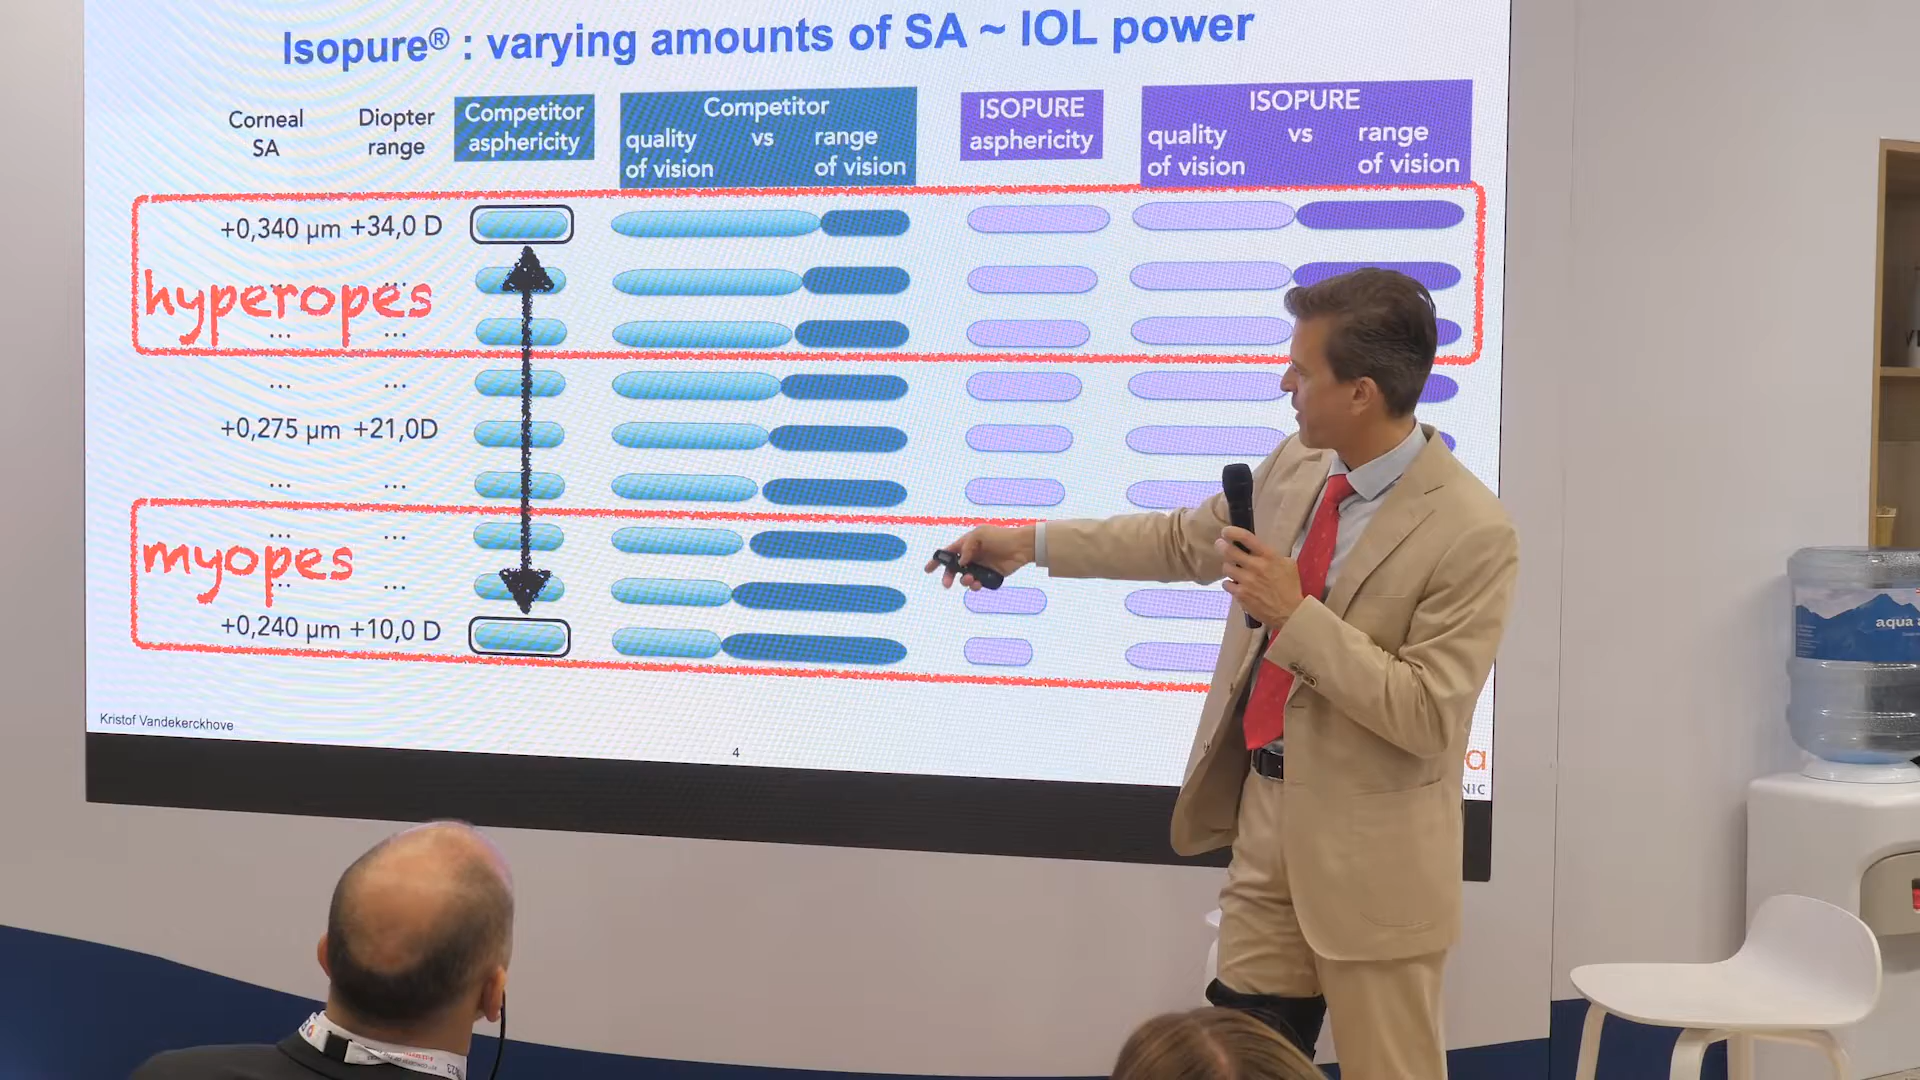 Isopure® : varying amounts of SA ~ IOL power
Corneal SA
Diopter range
Competitor asphericity
Competitor
quality of vision vs range of vision
ISOPURE asphericity
ISOPURE
quality of vision vs range of vision
+0,340 µm +34,0 D
... ...
hyperopes
... ...
... ...
+0,275 µm +21,0D
... ...
... ...
myopes
... ...
+0,240 µm +10,0 D
Kristof Vandekerckhove
4
a
NIC
aqua